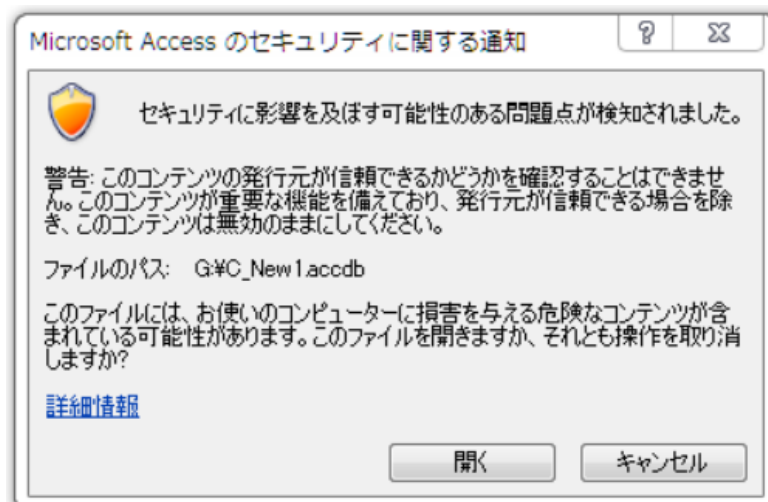 Microsoft Access のセキュリティに関する通知
セキュリティに影響を及ぼす可能性のある問題点が検知されました。
警告: このコンテンツの発行元が信頼できるかどうかを確認することはできませ
ん。このコンテンツが重要な機能を備えており、発行元が信頼できる場合を除
き、このコンテンツは無効のままにしてください。
ファイルのパス: G:¥C_New1.accdb
このファイルには、お使いのコンピューターに損害を与える危険なコンテンツが含
まれている可能性があります。このファイルを開きますか、それとも操作を取り消
しますか?
詳細情報
開く
キャンセル